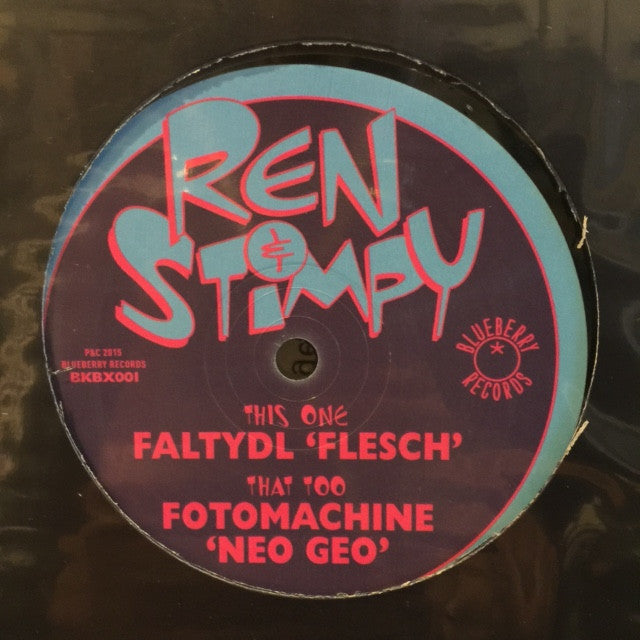 REN
&
STIMPY
P&C 2015
BLUEBERRY RECORDS
BKBX001
BLUEBERRY
RECORDS
THIS ONE
FALTYDL ‘FLESCH’
THAT TOO
FOTOMACHINE
‘NEO GEO’